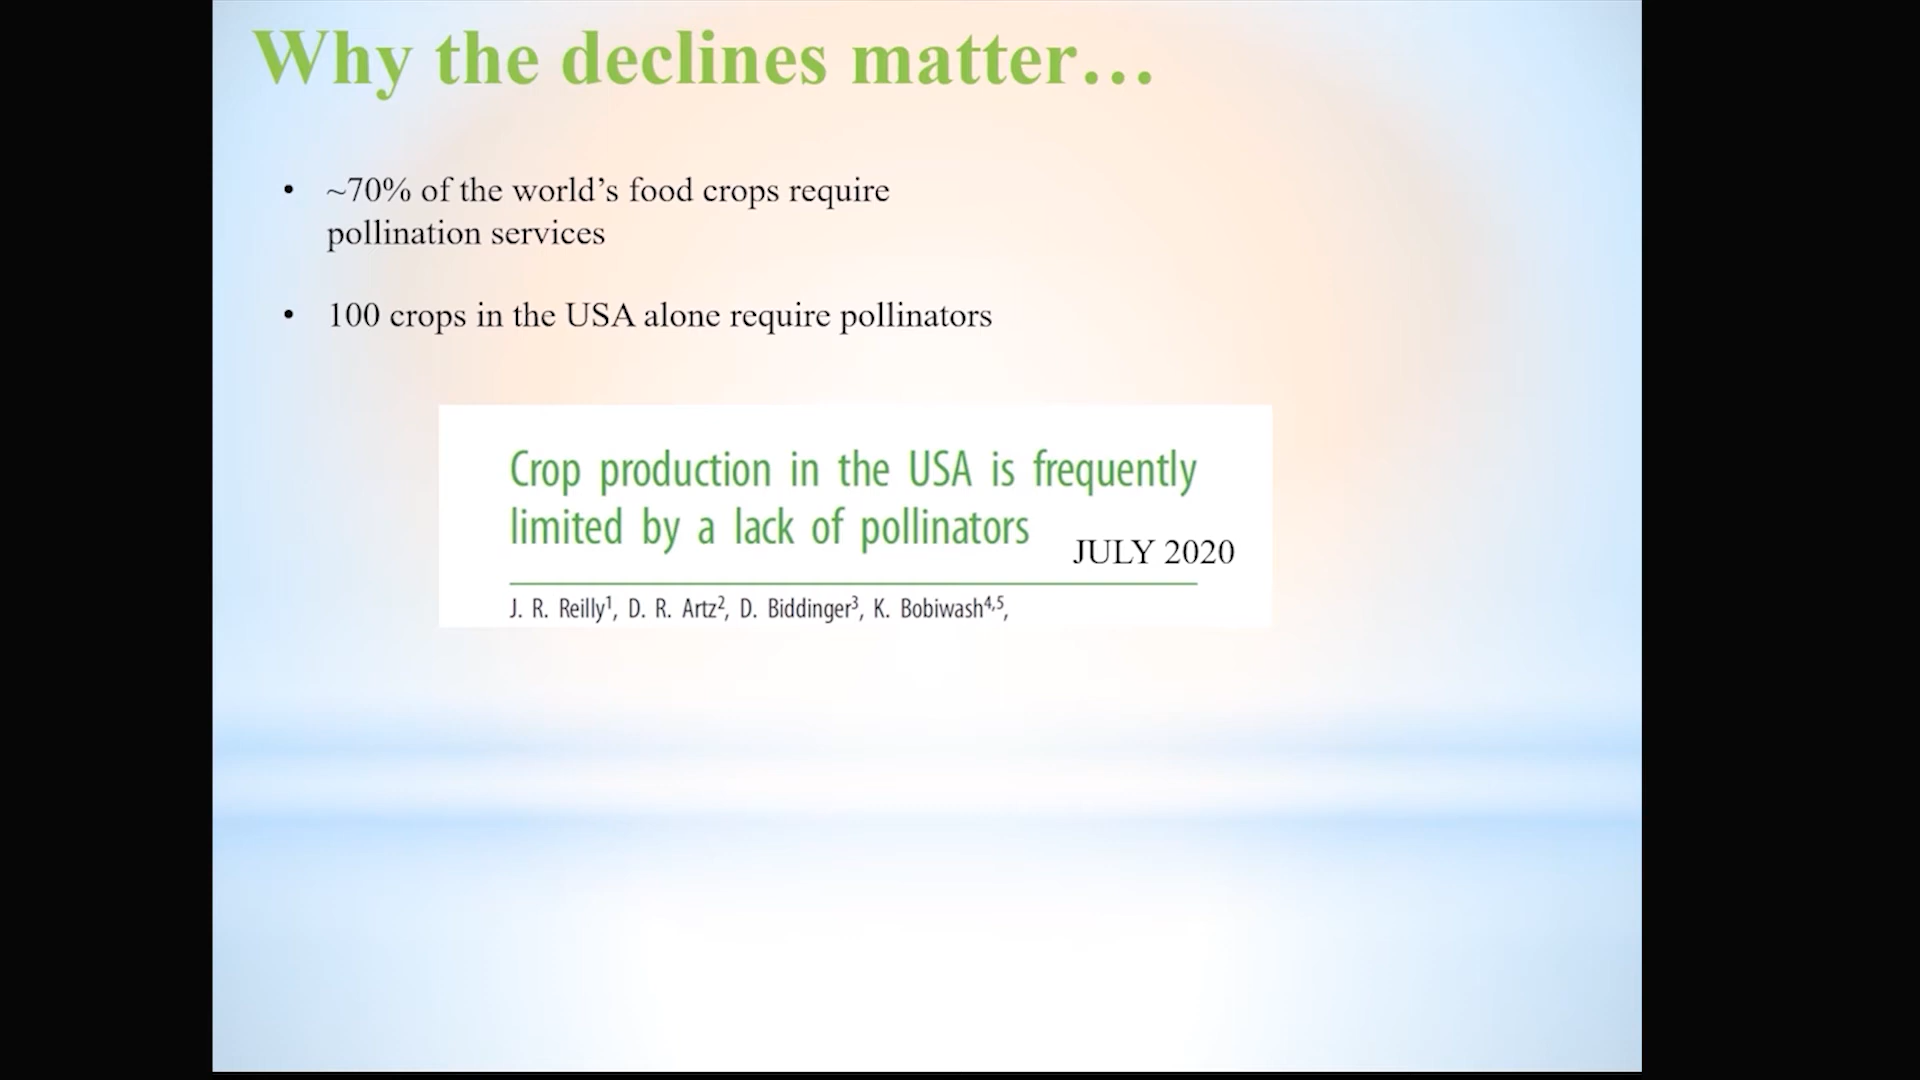 Why the declines matter…
• ~70% of the world’s food crops require
pollination services
• 100 crops in the USA alone require pollinators
Crop production in the USA is frequently
limited by a lack of pollinators
JULY 2020
J. R. Reilly¹, D. R. Artz², D. Biddinger³, K. Bobiwash⁴,⁵,